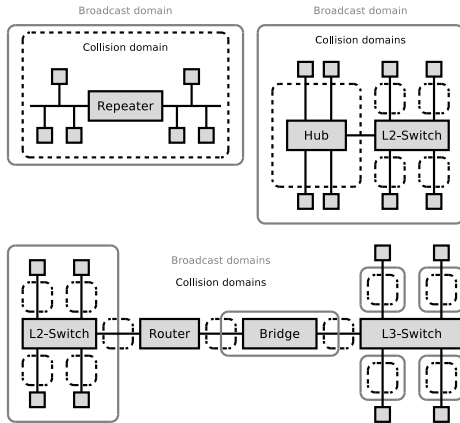 Broadcast domain
Collision domain
Repeater
Broadcast domain
Collision domains
Hub
L2-Switch
Broadcast domains
Collision domains
L2-Switch
Router
Bridge
L3-Switch